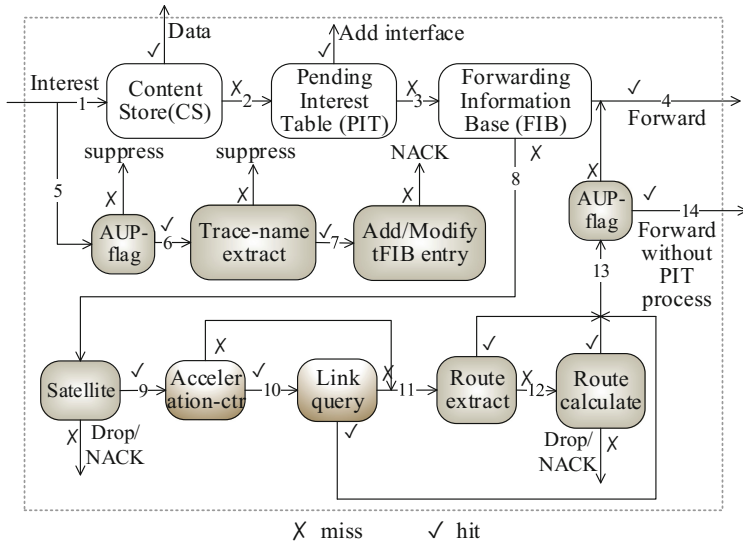 Data
Add interface
Interest
1
Content
Store(CS)
✗
2
Pending
Interest
Table (PIT)
✗
3
Forwarding
Information
Base (FIB)
✓
4
Forward
✓
✓
✗
8
5
suppress
✗
AUP-
flag
✓
6
suppress
✗
Trace-name
extract
✓
7
NACK
✗
Add/Modify
tFIB entry
✗
AUP-
flag
✓
14
Forward
without
PIT
process
13
Satellite
✓
9
✗
Drop/
NACK
✗
Acceler
ation-ctr
✓
10
Link
query
✗
11
✓
✓
Route
extract
✗
12
✓
Route
calculate
Drop/
NACK
✗
✗ miss
✓ hit